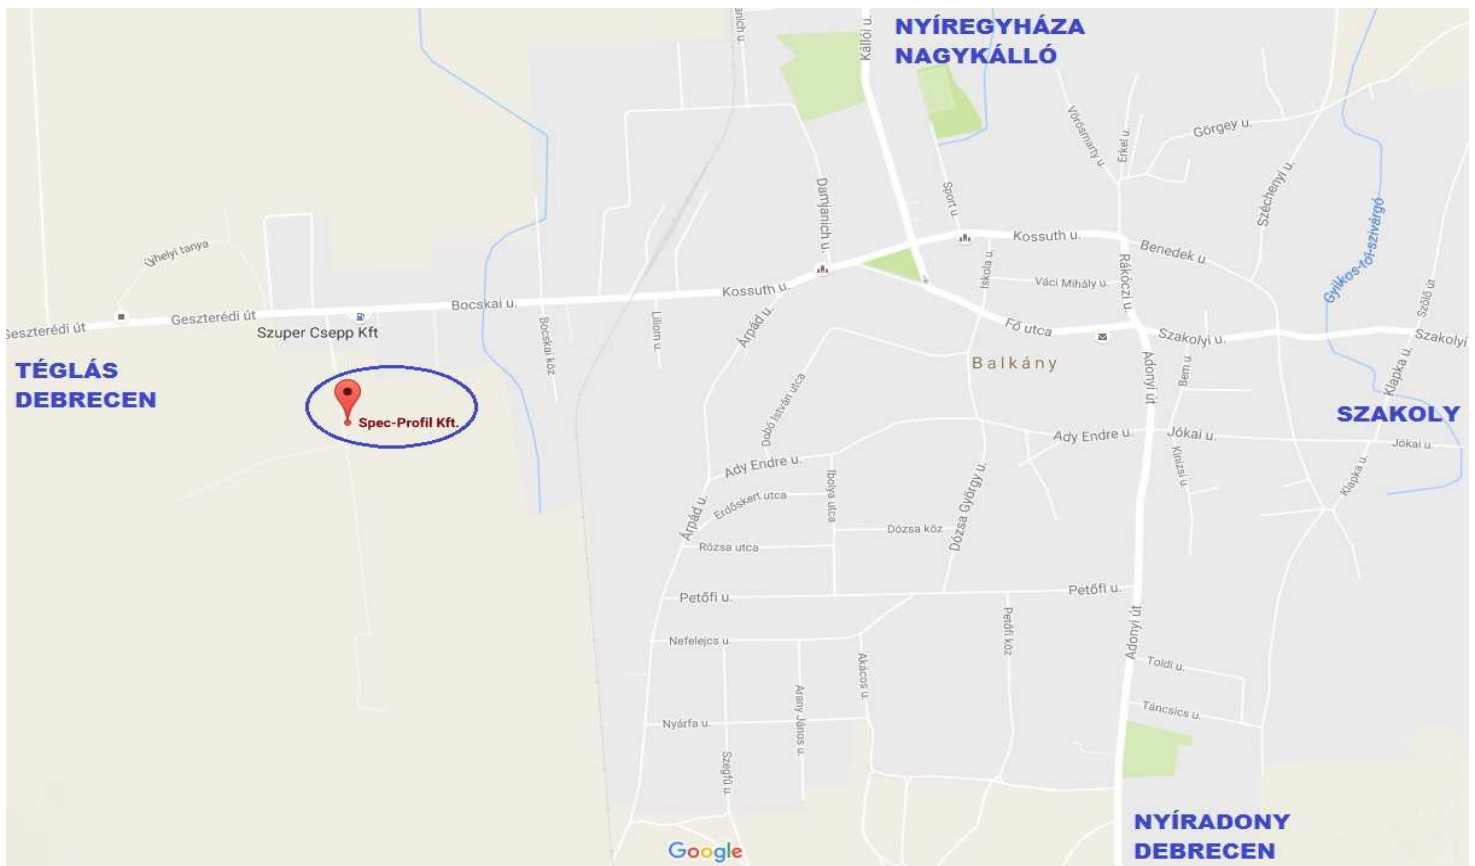 Damjanich u.
Kállói u.
NYÍREGYHÁZA
NAGYKÁLLÓ
Vörösmarty u.
Erkel u.
Görgey u.
Széchenyi u.
Sport u.
Damjanich u.
Gyilkos-tói-szivárgó
Szőlő út
Kossuth u.
Benedek u.
Iskola u.
Váci Mihály u.
Rákóczi u.
Újhelyi tanya
Kossuth u.
Bocskai u.
Geszterédi út
Geszterédi út
Szuper Csepp Kft
Bocskai köz
Liliom u.
Árpád u.
Fő utca
Szakolyi u.
Szakolyi
Balkány
Adonyi út
Bem u.
Klapka u.
TÉGLÁS
DEBRECEN
Spec-Profil Kft.
Dobó István utca
SZAKOLY
Ady Endre u.
Jókai u.
Jókai u.
Ady Endre u.
Kinizsi u.
Klapka u.
Ibolya utca
Dózsa György u.
Árpád u.
Erdőskert utca
Dózsa köz
Rózsa utca
Petőfi u.
Petőfi u.
Petőfi köz
Nefelejcs u.
Akácos u.
Adonyi út
Toldi u.
Arany János u.
Táncsics u.
Nyárfa u.
Szegfű u.
NYÍRADONY
DEBRECEN
Google